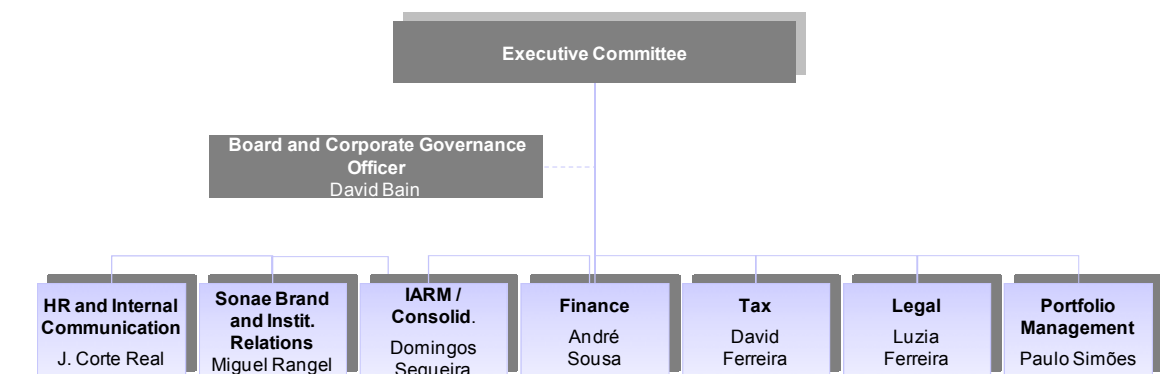 Executive Committee
Board and Corporate Governance
Officer
David Bain
HR and Internal
Communication
J. Corte Real
Sonae Brand
and Instit.
Relations
Miguel Rangel
IARM /
Consolid.
Domingos
Sequeira
Finance
André
Sousa
Tax
David
Ferreira
Legal
Luzia
Ferreira
Portfolio
Management
Paulo Simões